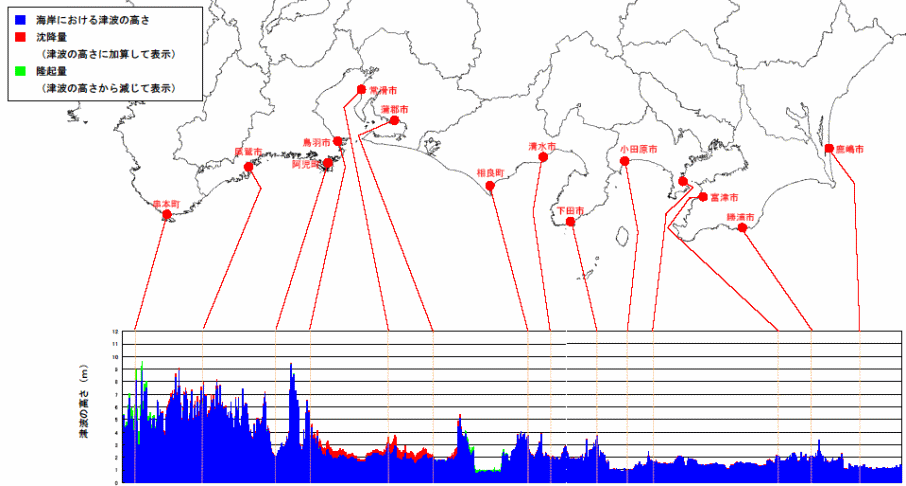 海岸における津波の高さ
沈降量
（津波の高さに加算して表示）
隆起量
（津波の高さから減じて表示）
常滑市
蒲郡市
鳥羽市
尾鷲市
阿児町
串本町
相良町
清水市
下田市
小田原市
富津市
勝浦市
鹿嶋市
津波の高さ（m）
12
11
10
9
8
7
6
5
4
3
2
1
0